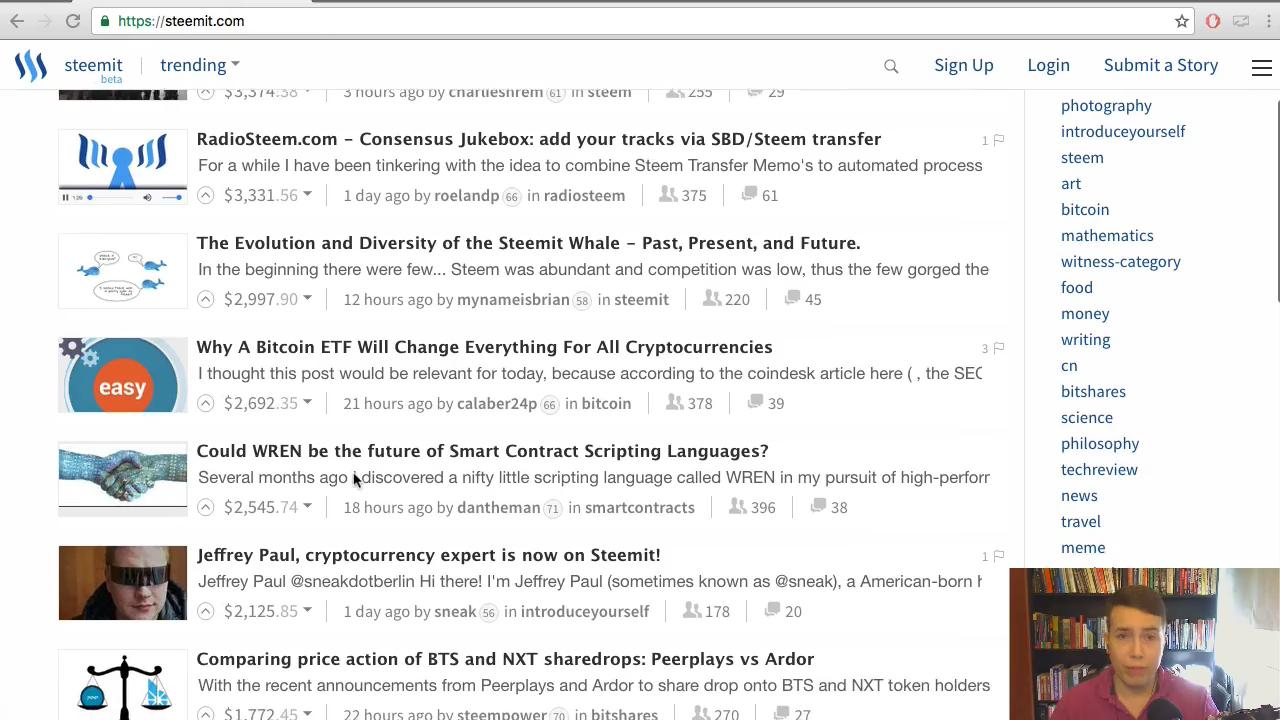 https://steemit.com
steemit
beta
trending
Sign Up
Login
Submit a Story
$3,374.38 3 hours ago by charlieshrem 61 in steem 255 29
RadioSteem.com – Consensus Jukebox: add your tracks via SBD/Steem transfer 1
For a while I have been tinkering with the idea to combine Steem Transfer Memo's to automated process
$3,331.56 1 day ago by roelandp 66 in radiosteem 375 61
The Evolution and Diversity of the Steemit Whale – Past, Present, and Future.
In the beginning there were few... Steem was abundant and competition was low, thus the few gorged the
$2,997.90 12 hours ago by mynameisbrian 58 in steemit 220 45
easy
Why A Bitcoin ETF Will Change Everything For All Cryptocurrencies 3
I thought this post would be relevant for today, because according to the coindesk article here ( , the SEC
$2,692.35 21 hours ago by calaber24p 66 in bitcoin 378 39
Could WREN be the future of Smart Contract Scripting Languages?
Several months ago I discovered a nifty little scripting language called WREN in my pursuit of high-perforr
$2,545.74 18 hours ago by dantheman 71 in smartcontracts 396 38
Jeffrey Paul, cryptocurrency expert is now on Steemit! 1
Jeffrey Paul @sneakdotberlin Hi there! I'm Jeffrey Paul (sometimes known as @sneak), a American-born h
$2,125.85 1 day ago by sneak 56 in introduceyourself 178 20
Comparing price action of BTS and NXT sharedrops: Peerplays vs Ardor
With the recent announcements from Peerplays and Ardor to share drop onto BTS and NXT token holders
$1,772.45 22 hours ago by steempower 70 in bitshares 270 27
photography
introduceyourself
steem
art
bitcoin
mathematics
witness-category
food
money
writing
cn
bitshares
science
philosophy
techreview
news
travel
meme